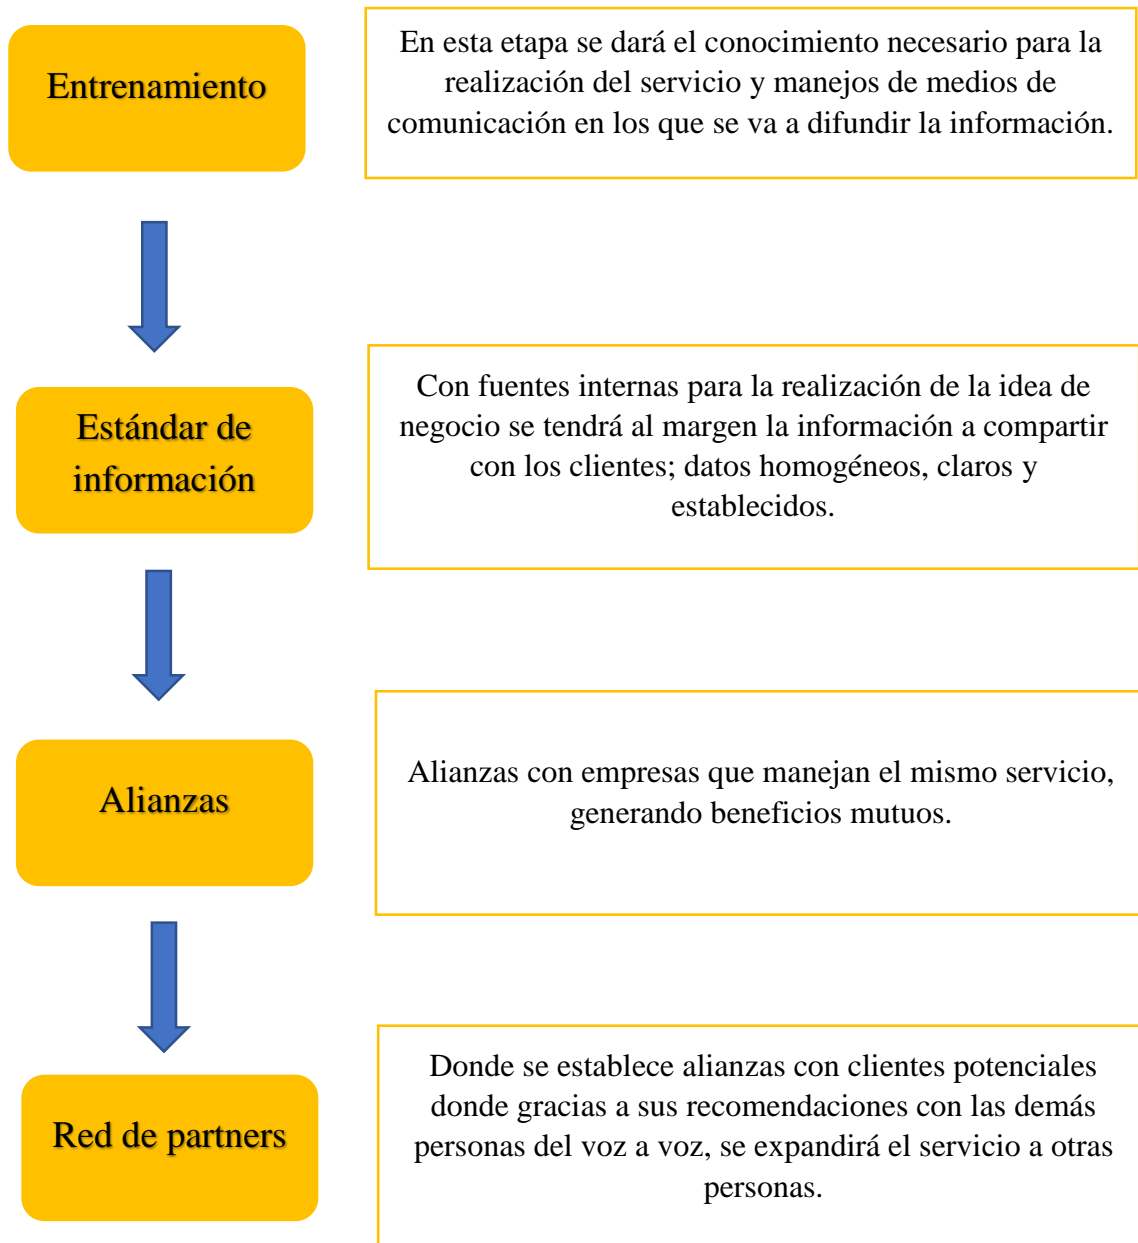 Entrenamiento
En esta etapa se dará el conocimiento necesario para la
realización del servicio y manejos de medios de
comunicación en los que se va a difundir la información.
Estándar de
información
Con fuentes internas para la realización de la idea de
negocio se tendrá al margen la información a compartir
con los clientes; datos homogéneos, claros y
establecidos.
Alianzas
Alianzas con empresas que manejan el mismo servicio,
generando beneficios mutuos.
Red de partners
Donde se establece alianzas con clientes potenciales
donde gracias a sus recomendaciones con las demás
personas del voz a voz, se expandirá el servicio a otras
personas.